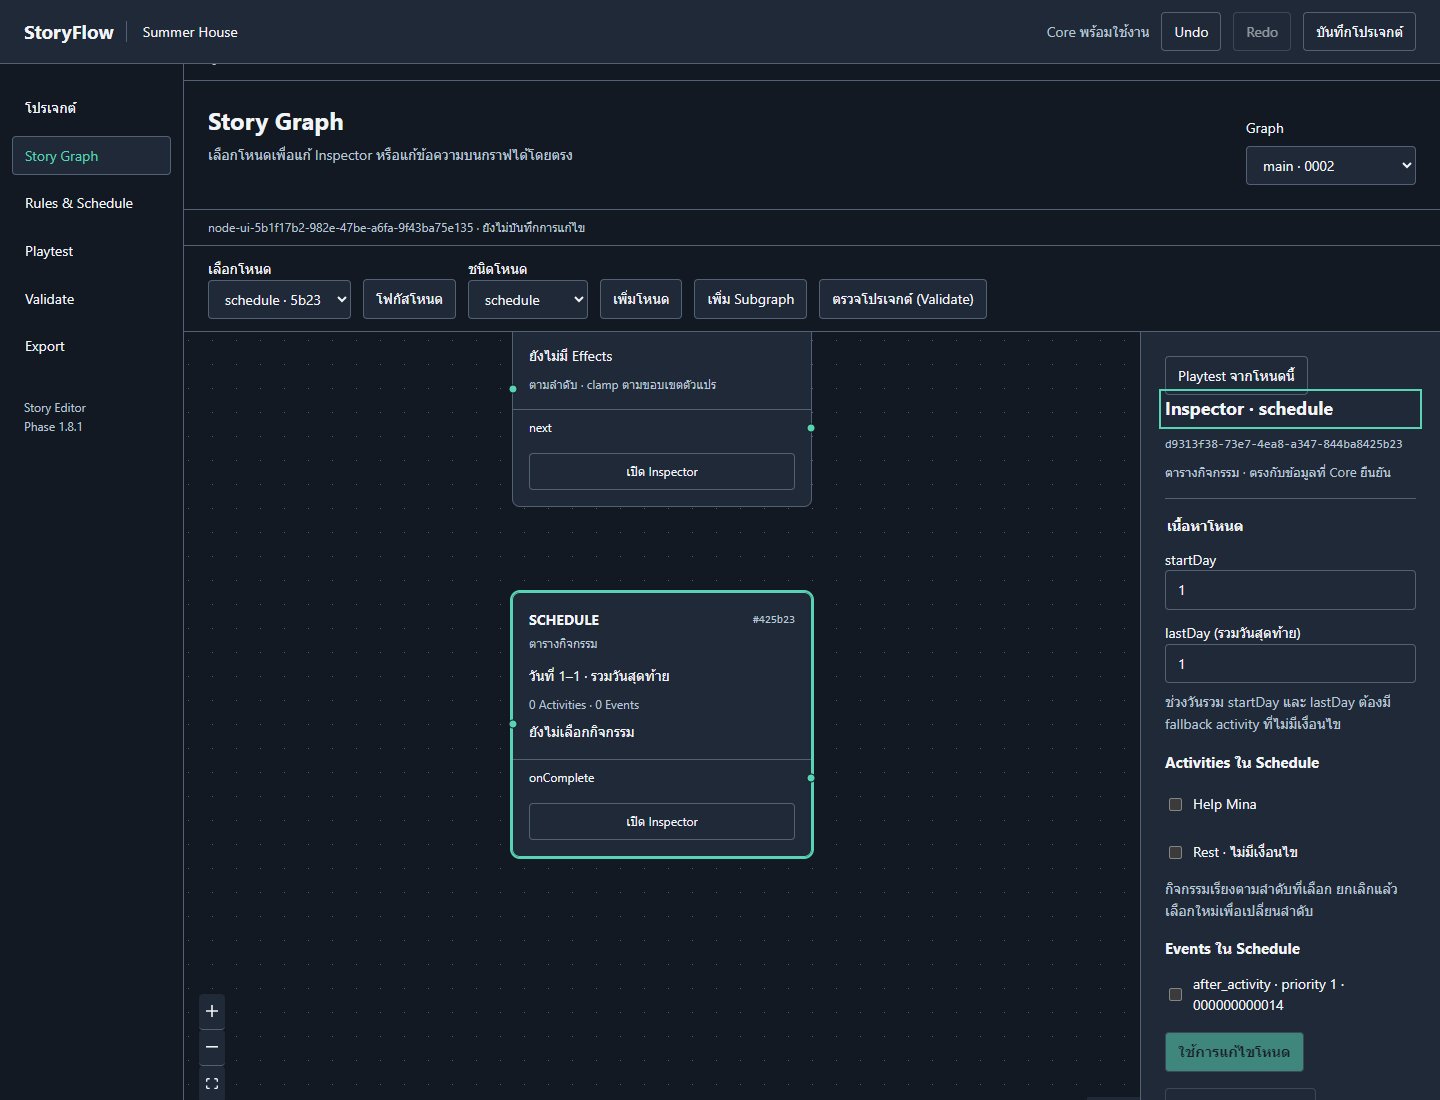 StoryFlow
Summer House
Core พร้อมใช้งาน
Undo
Redo
บันทึกโปรเจกต์
โปรเจกต์
Story Graph
Rules & Schedule
Playtest
Validate
Export
Story Editor
Phase 1.8.1
Story Graph
เลือกโหนดเพื่อแก้ Inspector หรือแก้ข้อความบนกราฟได้โดยตรง
Graph
main · 0002
node-ui-5b1f17b2-982e-47be-a6fa-9f43ba75e135 · ยังไม่บันทึกการแก้ไข
เลือกโหนด
schedule · 5b23
โฟกัสโหนด
ชนิดโหนด
schedule
เพิ่มโหนด
เพิ่ม Subgraph
ตรวจโปรเจกต์ (Validate)
ยังไม่มี Effects
ตามลำดับ · clamp ตามขอบเขตตัวแปร
next
เปิด Inspector
SCHEDULE
#425b23
ตารางกิจกรรม
วันที่ 1–1 · รวมวันสุดท้าย
0 Activities · 0 Events
ยังไม่เลือกกิจกรรม
onComplete
เปิด Inspector
Playtest จากโหนดนี้
Inspector · schedule
d9313f38-73e7-4ea8-a347-844ba8425b23
ตารางกิจกรรม · ตรงกับข้อมูลที่ Core ยืนยัน
เนื้อหาโหนด
startDay
1
lastDay (รวมวันสุดท้าย)
1
ช่วงวันรวม startDay และ lastDay ต้องมี
fallback activity ที่ไม่มีเงื่อนไข
Activities ใน Schedule
Help Mina
Rest · ไม่มีเงื่อนไข
กิจกรรมเรียงตามลำดับที่เลือก ยกเลิกแล้ว
เลือกใหม่เพื่อเปลี่ยนลำดับ
Events ใน Schedule
after_activity · priority 1 ·
000000000014
ใช้การแก้ไขโหนด